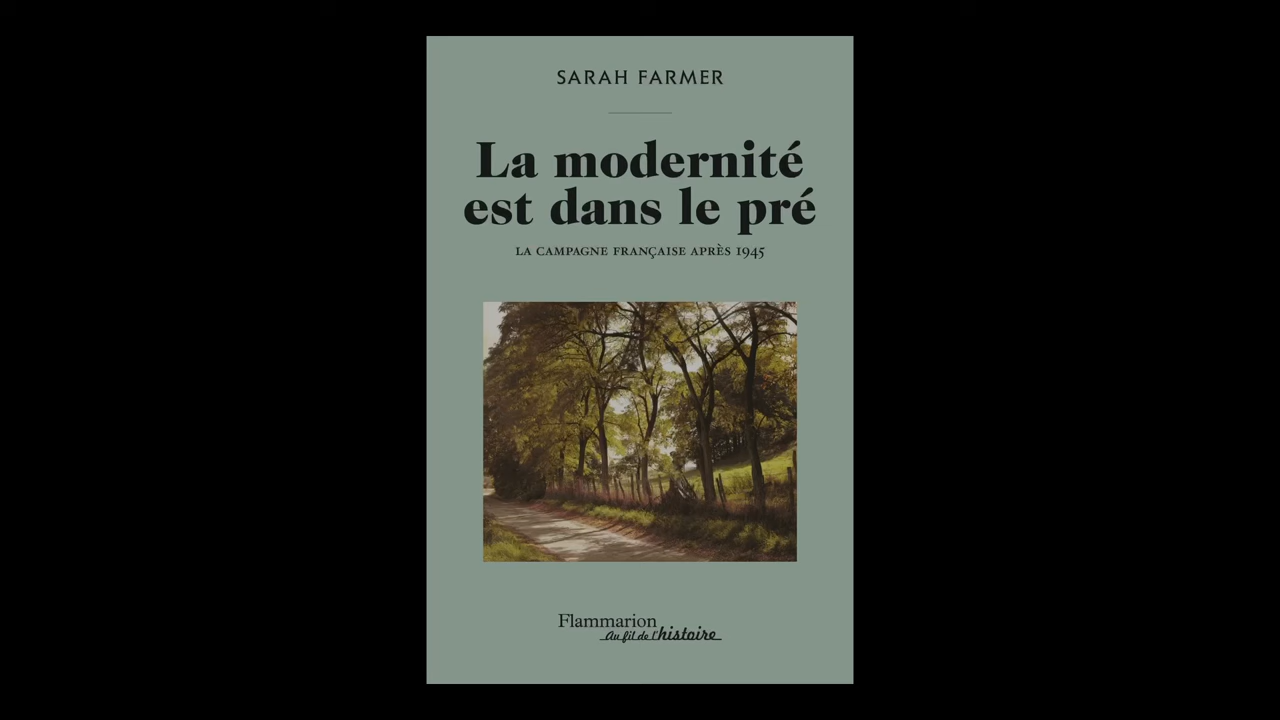 SARAH FARMER
La modernité
est dans le pré
LA CAMPAGNE FRANÇAISE APRÈS 1945
Flammarion
Au fil de l'histoire